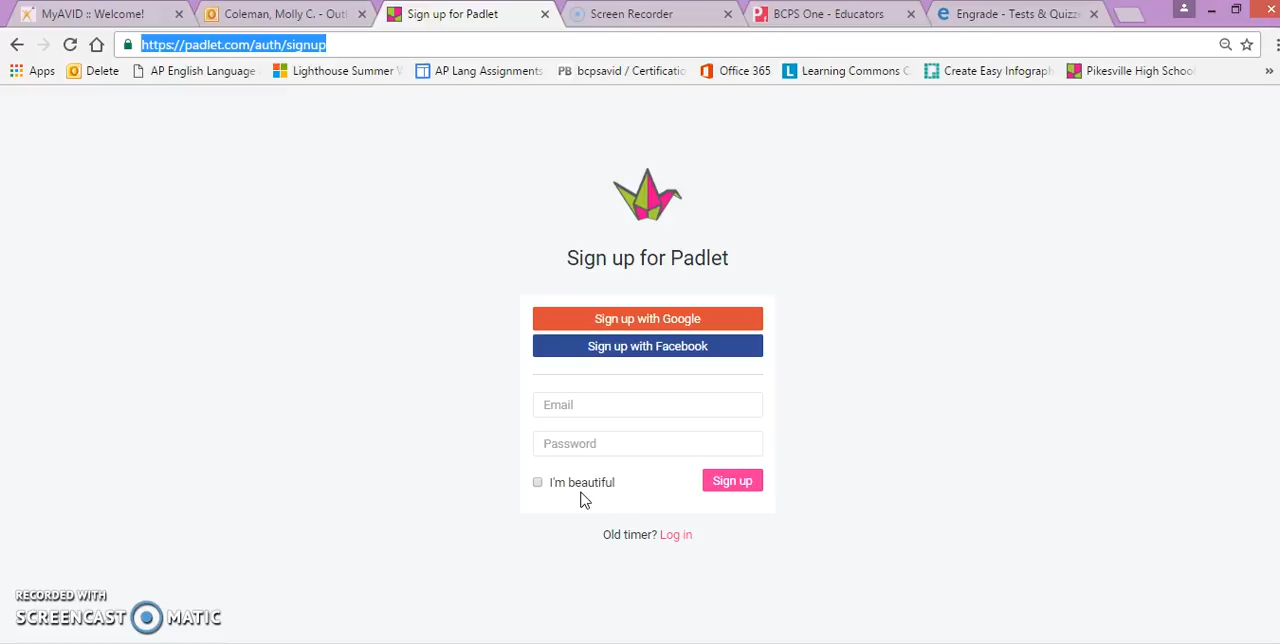 MyAVID :: Welcome!
Coleman, Molly C. - Outl
Sign up for Padlet
Screen Recorder
BCPS One - Educators
Engrade - Tests & Quizze
https://padlet.com/auth/signup
Apps
Delete
AP English Language
Lighthouse Summer V
AP Lang Assignments
PB bcpsavid / Certificatio
Office 365
Learning Commons C
Create Easy Infograph
Pikesville High School
»
Sign up for Padlet
Sign up with Google
Sign up with Facebook
Email
Password
I'm beautiful
Sign up
Old timer? Log in
RECORDED WITH
SCREENCAST MATIC